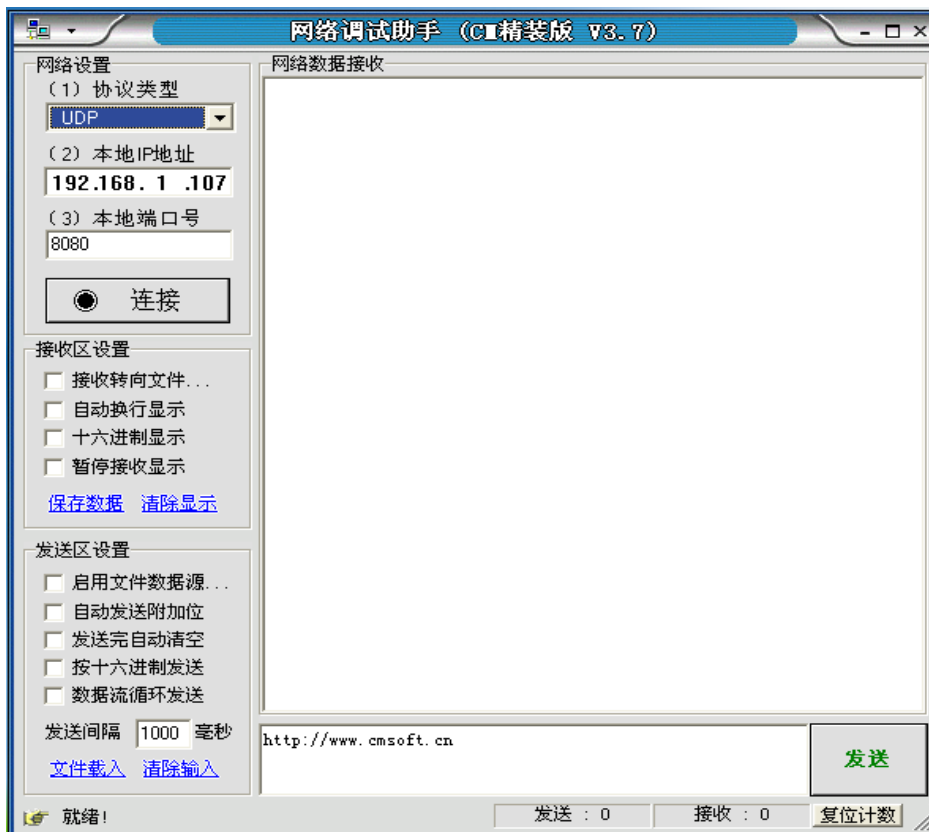 网络调试助手 (CM精装版 V3.7)
网络设置
(1) 协议类型
UDP
(2) 本地IP地址
192.168. 1 .107
(3) 本地端口号
8080
连接
接收区设置
接收转向文件...
自动换行显示
十六进制显示
暂停接收显示
保存数据 清除显示
发送区设置
启用文件数据源...
自动发送附加位
发送完自动清空
按十六进制发送
数据流循环发送
发送间隔 1000 毫秒
文件载入 清除输入
网络数据接收
http://www.cmsoft.cn
发送
就绪!
发送 : 0
接收 : 0
复位计数